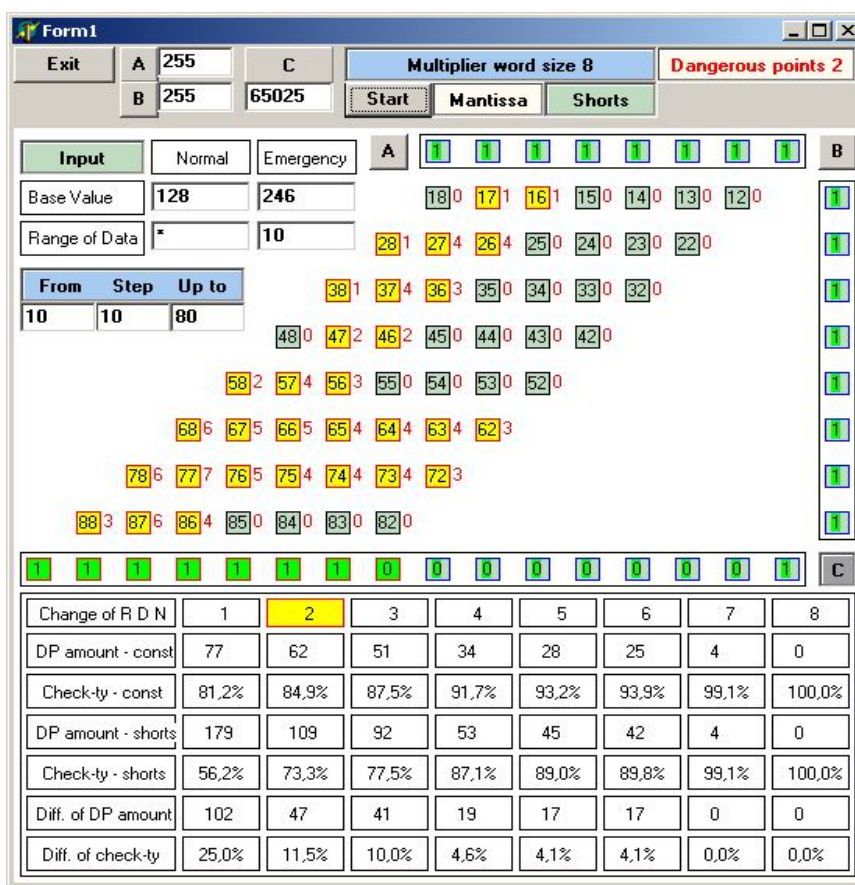 Form1
Exit A 255 C Multiplier word size 8 Dangerous points 2
B 255 65025 Start Mantissa Shorts
Input Normal Emergency A 1 1 1 1 1 1 1 1 B
Base Value 128 246 18 0 17 1 16 1 15 0 14 0 13 0 12 0 1
Range of Data * 10 28 1 27 4 26 4 25 0 24 0 23 0 22 0 1
From Step Up to 38 1 37 4 36 3 35 0 34 0 33 0 32 0 1
10 10 80 48 0 47 2 46 2 45 0 44 0 43 0 42 0 1
58 2 57 4 56 3 55 0 54 0 53 0 52 0 1
68 6 67 5 66 5 65 4 64 4 63 4 62 3 1
78 6 77 7 76 5 75 4 74 4 73 4 72 3 1
88 3 87 6 86 4 85 0 84 0 83 0 82 0 1
1 1 1 1 1 1 1 0 0 0 0 0 0 0 0 1 C
Change of R D N 1 2 3 4 5 6 7 8
DP amount - const 77 62 51 34 28 25 4 0
Check-ty - const 81,2% 84,9% 87,5% 91,7% 93,2% 93,9% 99,1% 100,0%
DP amount - shorts 179 109 92 53 45 42 4 0
Check-ty - shorts 56,2% 73,3% 77,5% 87,1% 89,0% 89,8% 99,1% 100,0%
Diff. of DP amount 102 47 41 19 17 17 0 0
Diff. of check-ty 25,0% 11,5% 10,0% 4,6% 4,1% 4,1% 0,0% 0,0%